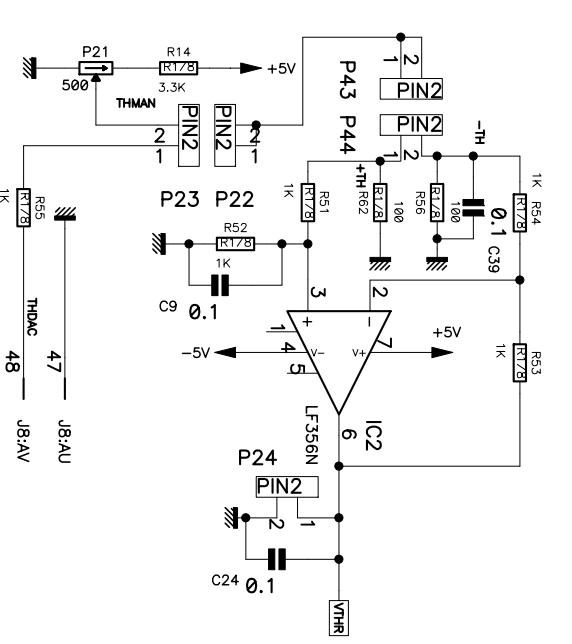 P21
R14
R1/8
+5V
500
3.3K
THMAN
PIN2
PIN2
2
1
2
1
P23
P22
P43
1
2
PIN2
P44
PIN2
1
2
-TH
+TH
1K
R51
R1/8
R62
R1/8
100
R56
R1/8
100
0.1
C39
1K
R54
R1/8
1K
R55
R1/8
R52
R1/8
1K
C9
0.1
3
2
+
-
1
4
V-
5
-5V
V+
7
+5V
1K
R53
R1/8
LF356N
IC2
6
THDAC
48
47
J8:AV
J8:AU
P24
PIN2
2
1
C24
0.1
VTHR